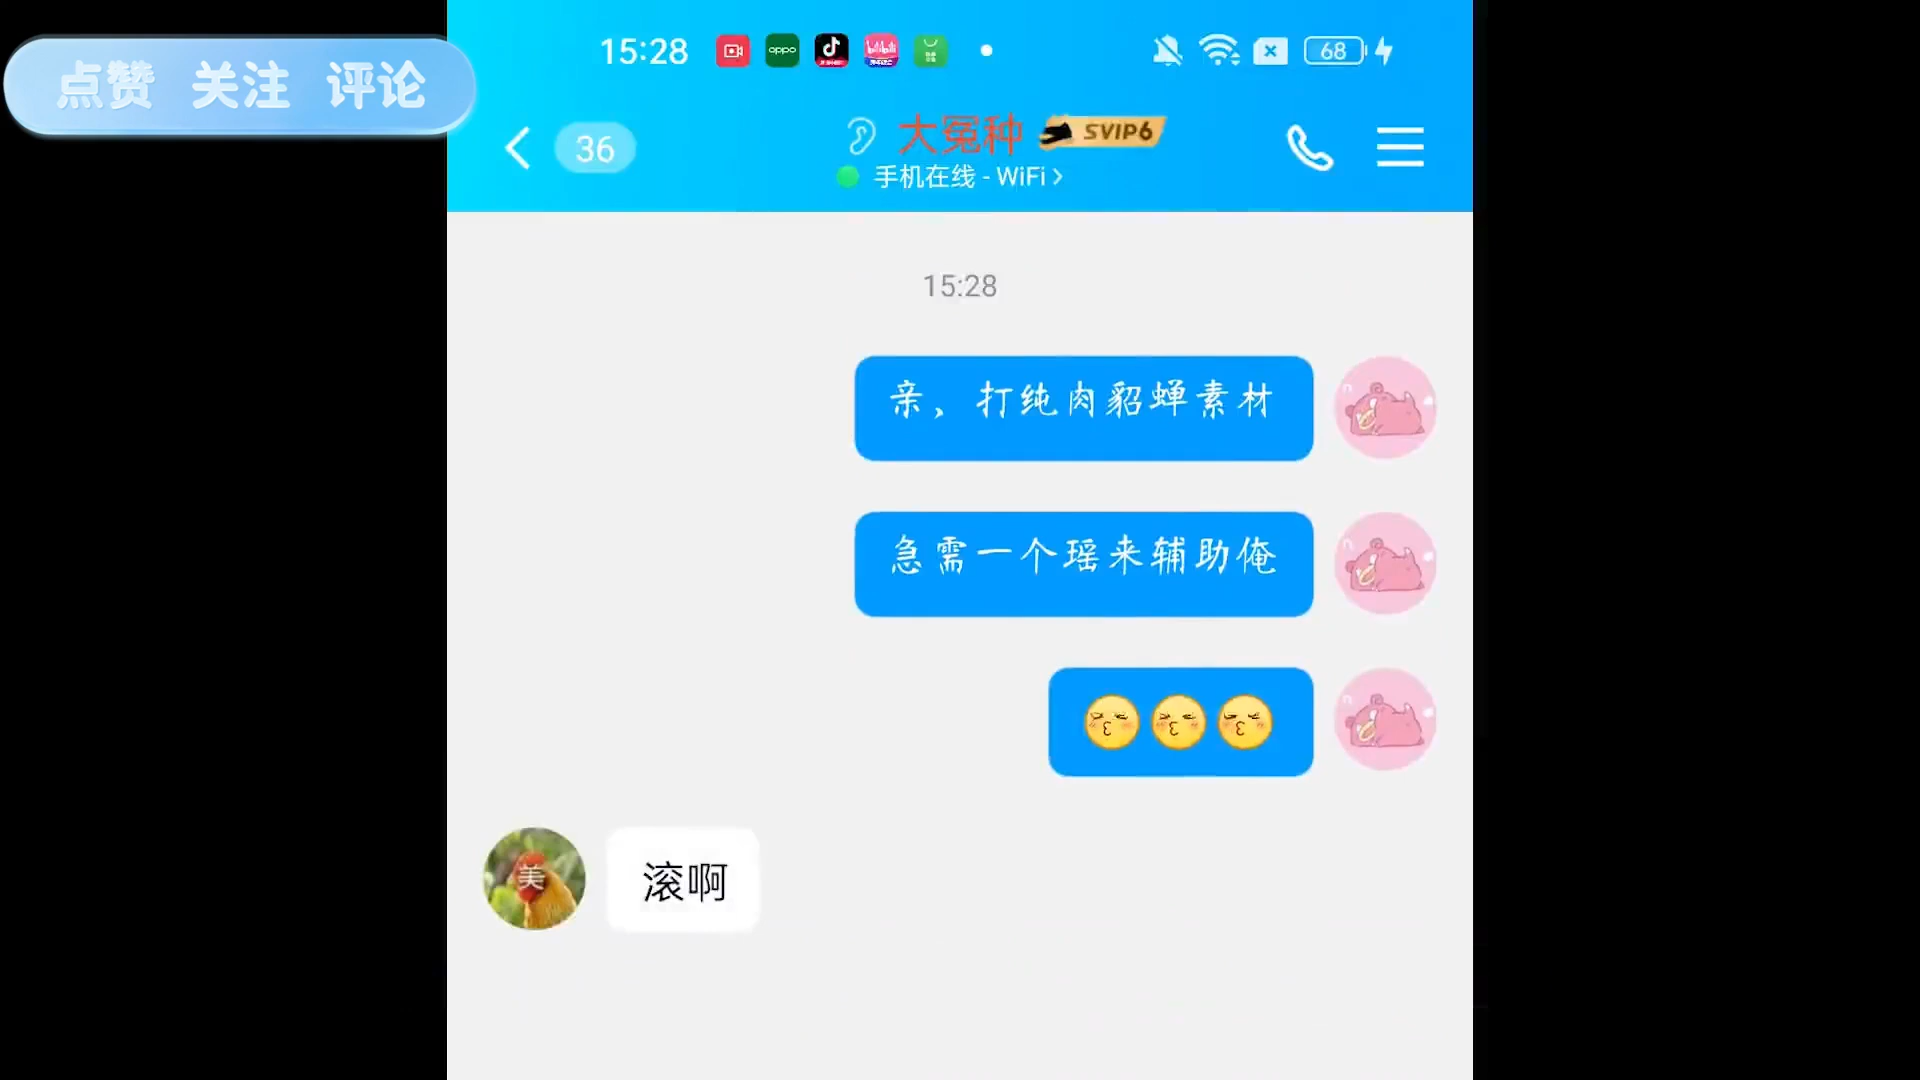 点赞 关注 评论
15:28
oppo
68
36
大冤种
SVIP6
手机在线 - WiFi
15:28
亲，打纯肉貂蝉素材
急需一个瑶来辅助俺
美
滚啊